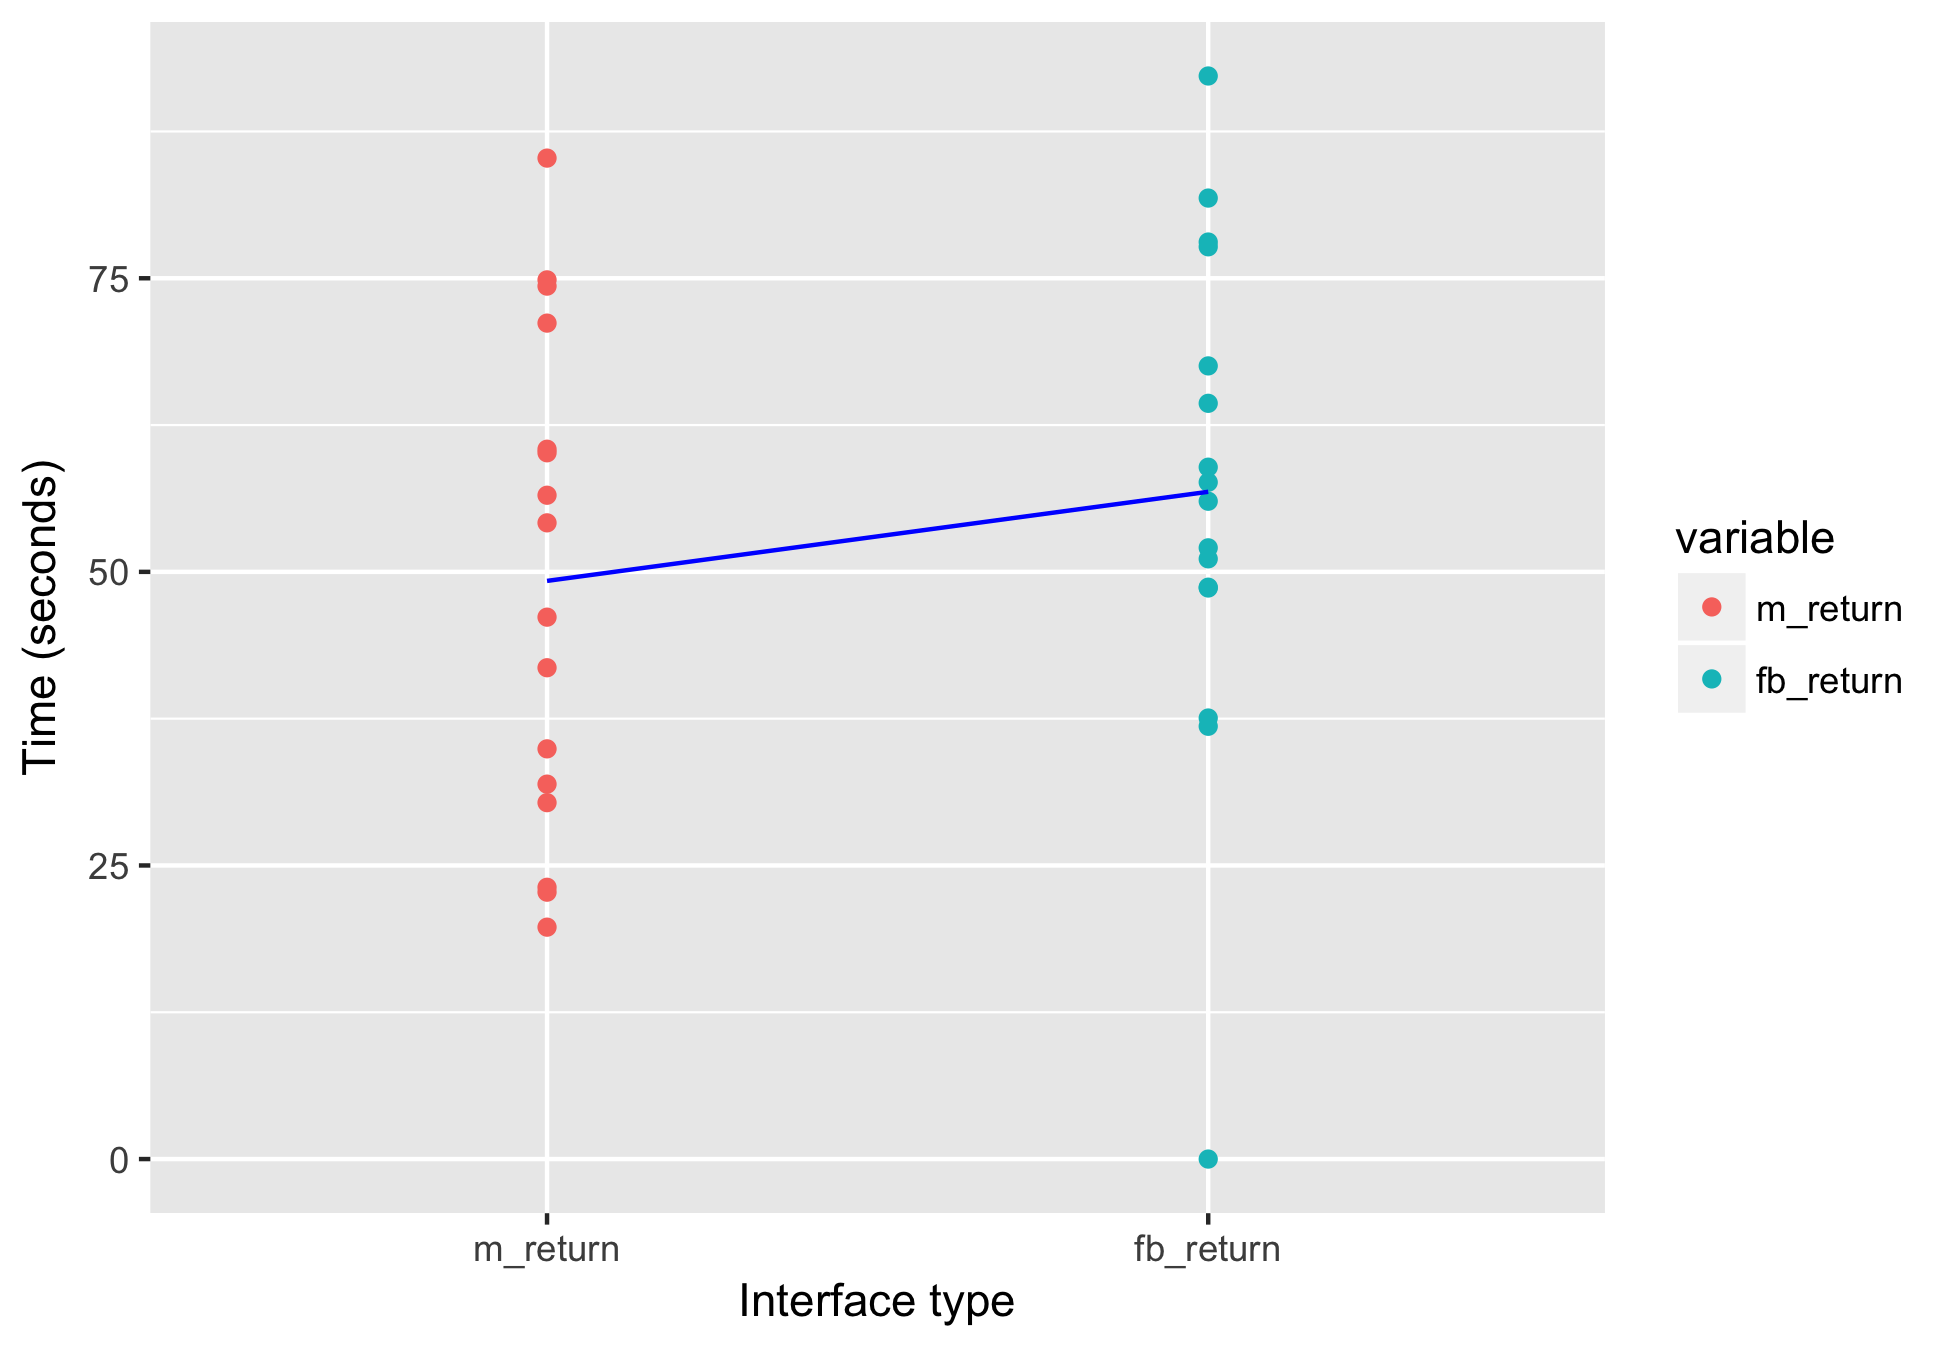 Time (seconds)
75
50
25
0
m_return
fb_return
Interface type
variable
m_return
fb_return